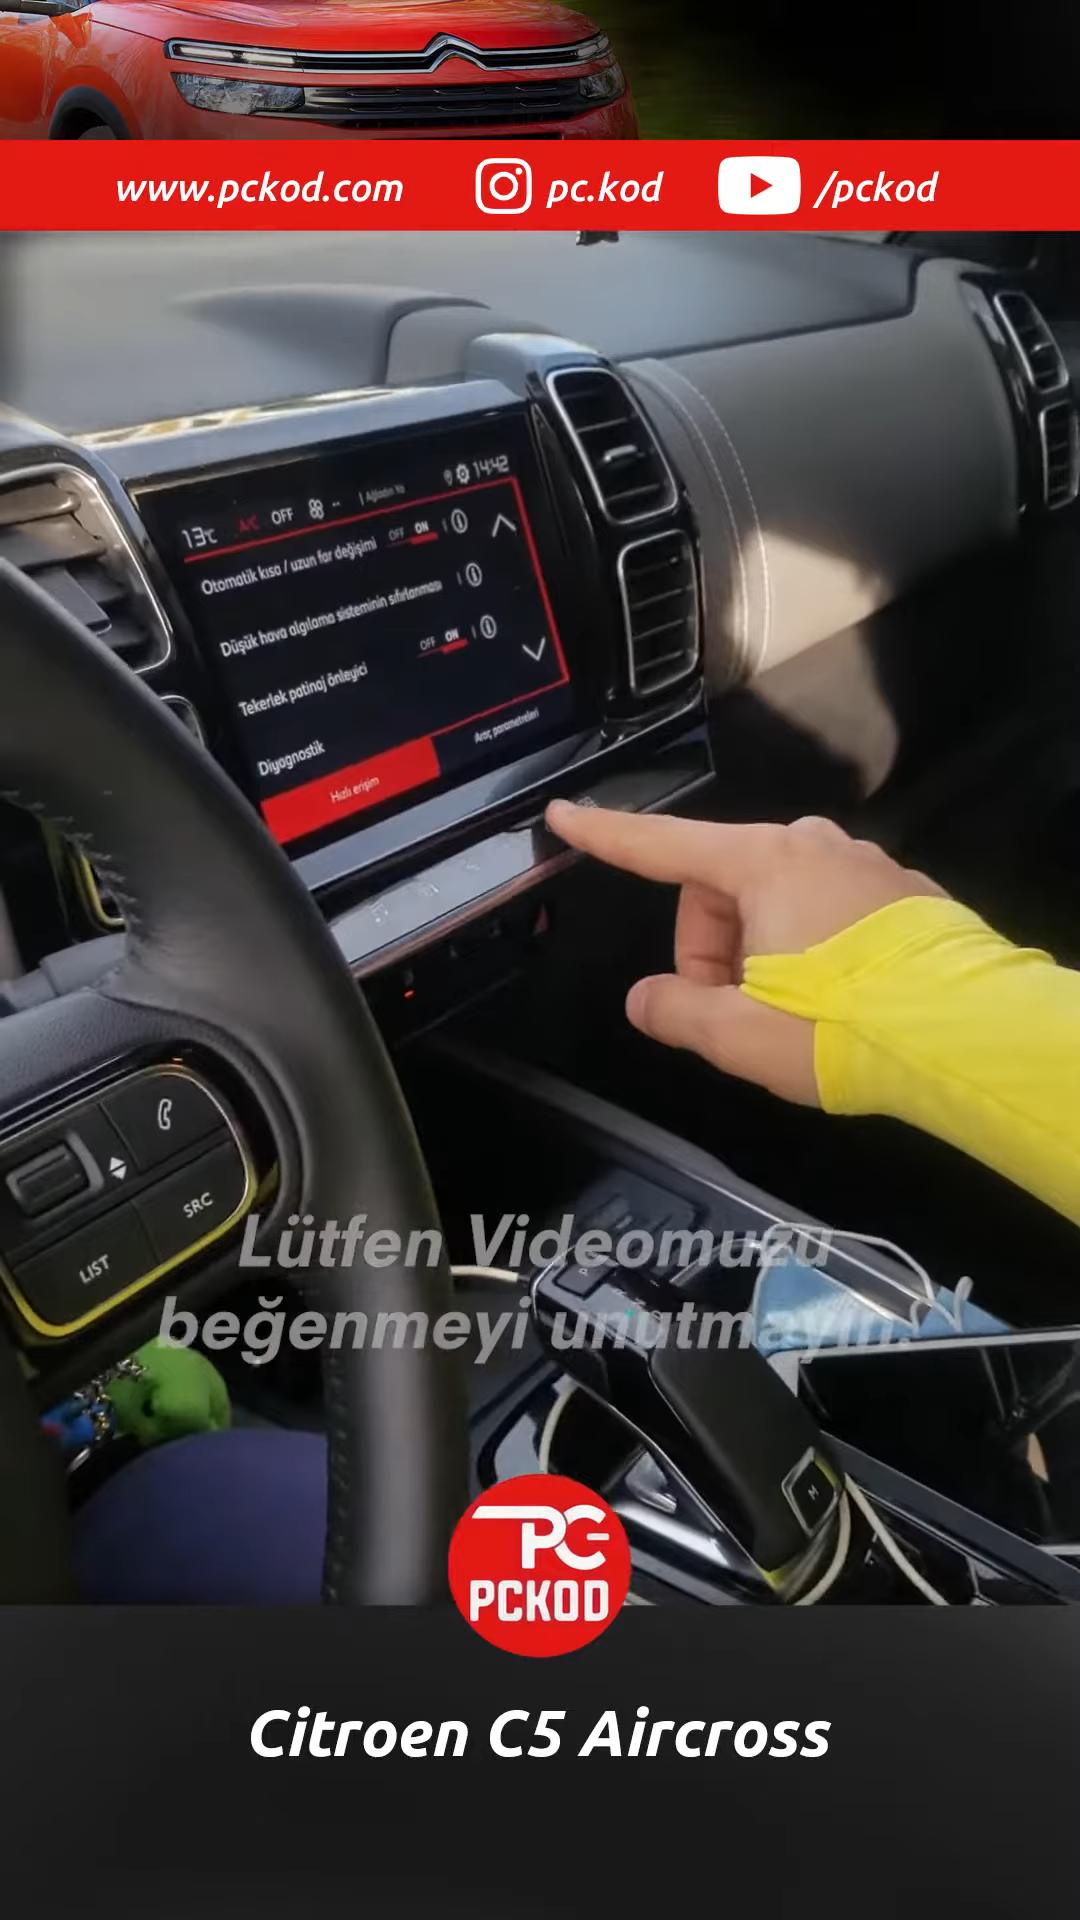 www.pckod.com
pc.kod
/pckod
13°C A/C OFF -- | Ağladın Ya 14:42
Otomatik kısa / uzun far değişimi OFF ON
Düşük hava algılama sisteminin sıfırlanması
Tekerlek patinaj önleyici OFF ON
Diyagnostik
Hızlı erişim
Araç parametreleri
SRC
LIST
Lütfen Videomuzu
beğenmeyi unutmayın.
P
M
PC
PCKOD
Citroen C5 Aircross